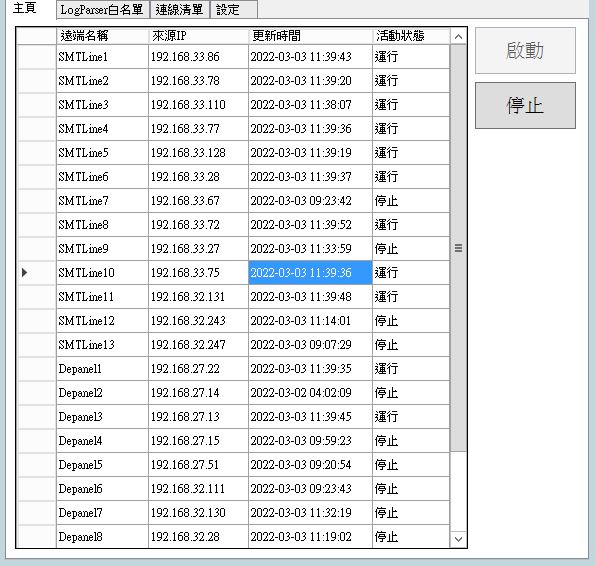 主頁 LogParser白名單 連線清單 設定
遠端名稱 來源IP 更新時間 活動狀態
SMTLine1 192.168.33.86 2022-03-03 11:39:43 運行
SMTLine2 192.168.33.78 2022-03-03 11:39:20 運行
SMTLine3 192.168.33.110 2022-03-03 11:38:07 運行
SMTLine4 192.168.33.77 2022-03-03 11:39:36 運行
SMTLine5 192.168.33.128 2022-03-03 11:39:19 運行
SMTLine6 192.168.33.28 2022-03-03 11:39:37 運行
SMTLine7 192.168.33.67 2022-03-03 09:23:42 停止
SMTLine8 192.168.33.72 2022-03-03 11:39:52 運行
SMTLine9 192.168.33.27 2022-03-03 11:33:59 停止
SMTLine10 192.168.33.75 2022-03-03 11:39:36 運行
SMTLine11 192.168.32.131 2022-03-03 11:39:48 運行
SMTLine12 192.168.32.243 2022-03-03 11:14:01 停止
SMTLine13 192.168.32.247 2022-03-03 09:07:29 停止
Depanel1 192.168.27.22 2022-03-03 11:39:35 運行
Depanel2 192.168.27.14 2022-03-02 04:02:09 停止
Depanel3 192.168.27.13 2022-03-03 11:39:45 運行
Depanel4 192.168.27.15 2022-03-03 09:59:23 停止
Depanel5 192.168.27.51 2022-03-03 09:20:54 停止
Depanel6 192.168.32.111 2022-03-03 09:23:43 停止
Depanel7 192.168.32.130 2022-03-03 11:32:19 停止
Depanel8 192.168.32.28 2022-03-03 11:19:02 停止
啟動
停止